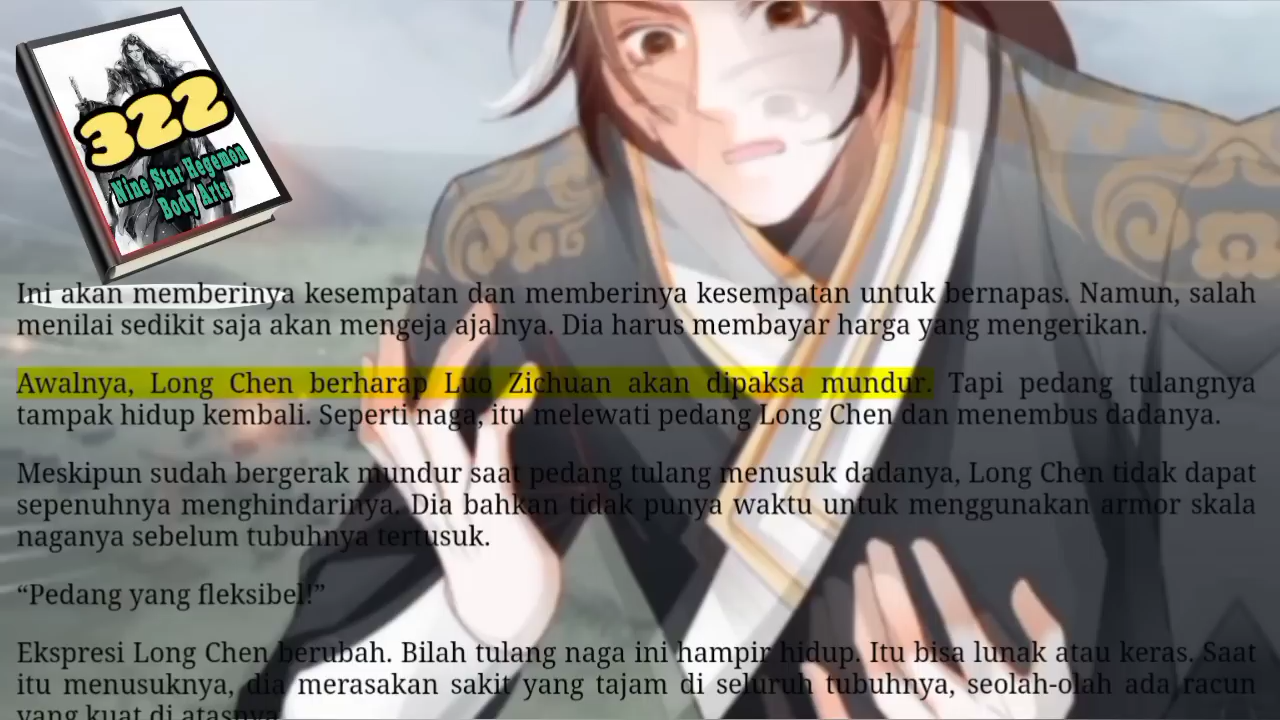 322
Nine Star Hegemon
Body Arts
Ini akan memberinya kesempatan dan memberinya kesempatan untuk bernapas. Namun, salah
menilai sedikit saja akan mengeja ajalnya. Dia harus membayar harga yang mengerikan.
Awalnya, Long Chen berharap Luo Zichuan akan dipaksa mundur. Tapi pedang tulangnya
tampak hidup kembali. Seperti naga, itu melewati pedang Long Chen dan menembus dadanya.
Meskipun sudah bergerak mundur saat pedang tulang menusuk dadanya, Long Chen tidak dapat
sepenuhnya menghindarinya. Dia bahkan tidak punya waktu untuk menggunakan armor skala
naganya sebelum tubuhnya tertusuk.
“Pedang yang fleksibel!”
Ekspresi Long Chen berubah. Bilah tulang naga ini hampir hidup. Itu bisa lunak atau keras. Saat
itu menusuknya, dia merasakan sakit yang tajam di seluruh tubuhnya, seolah-olah ada racun
yang kuat di atasnya